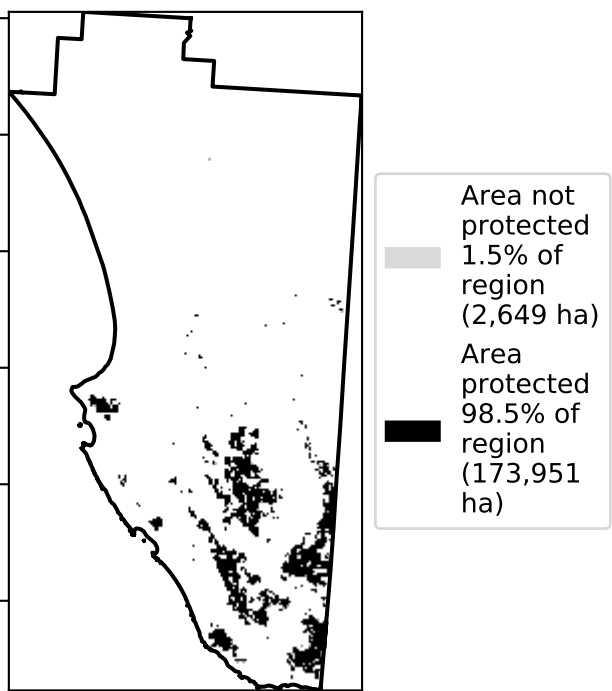 Area not
protected
1.5% of
region
(2,649 ha)
Area
protected
98.5% of
region
(173,951
ha)